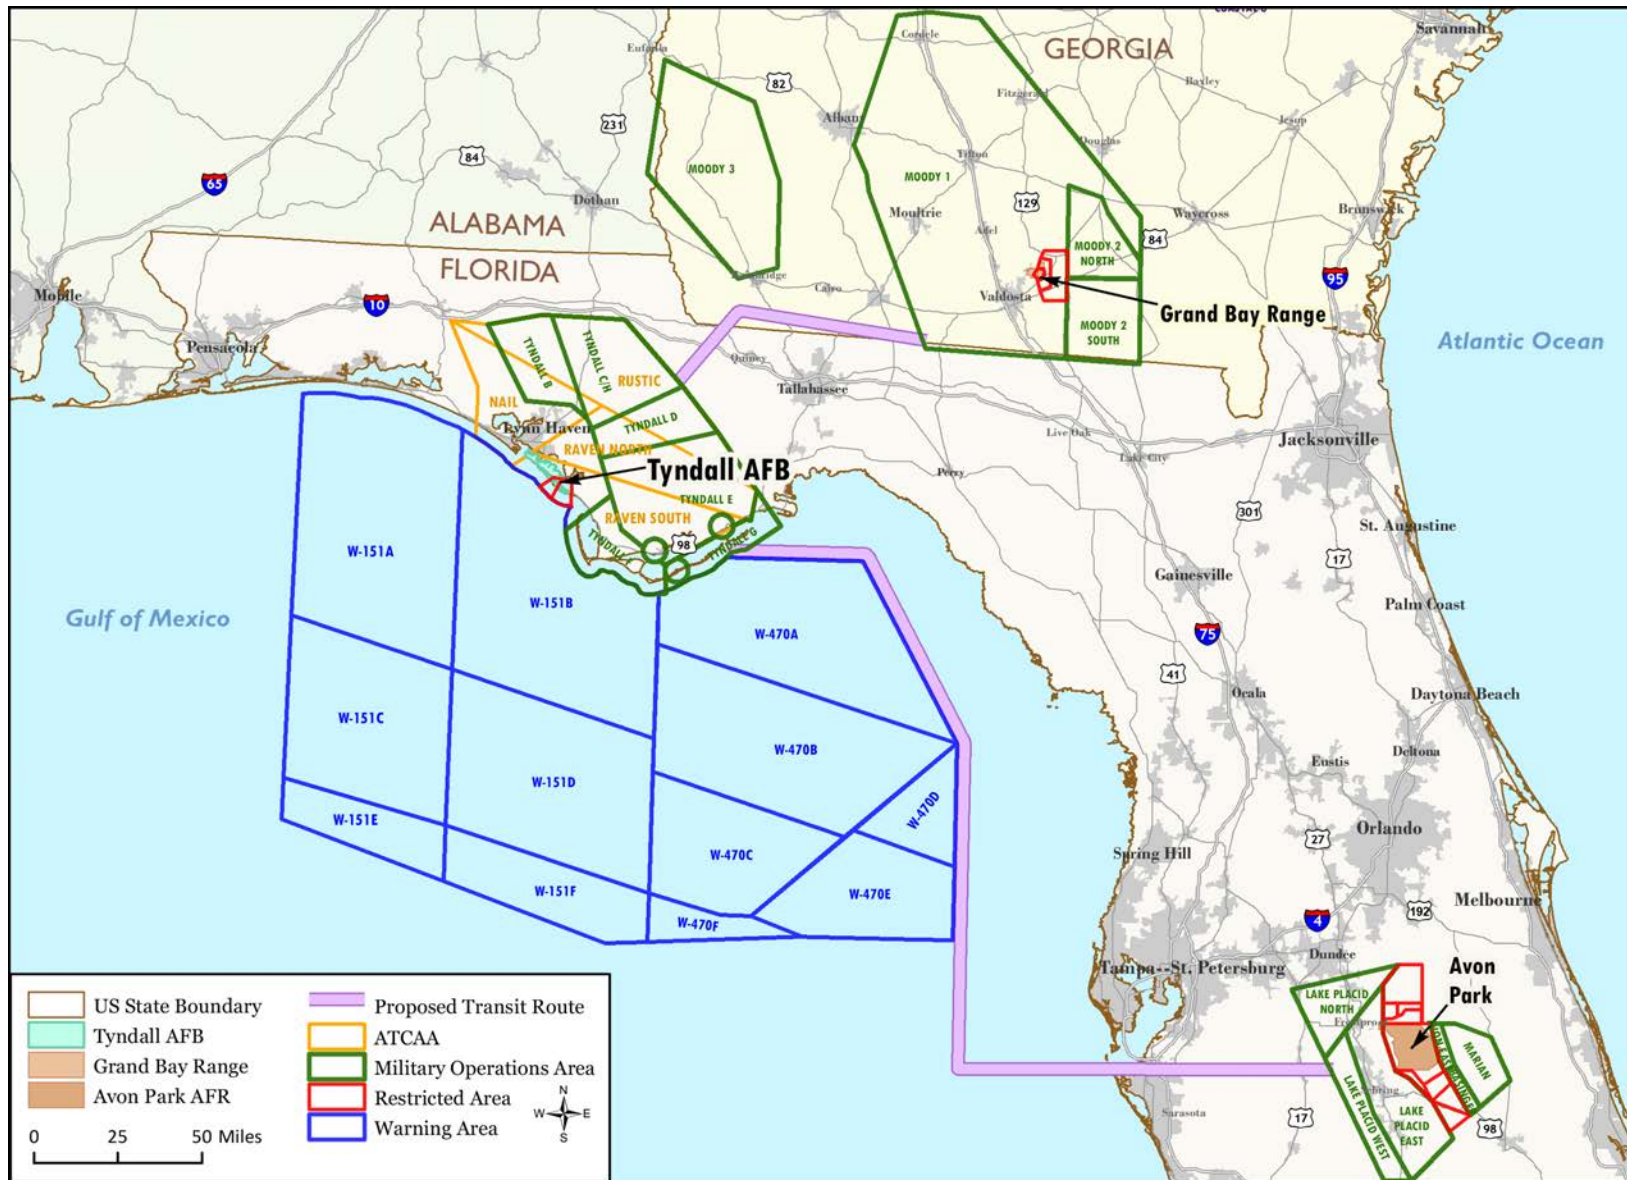 GEORGIA
Savannah
Eufaula
Cordele
82
Fitzgerald
Baxley
Albany
Jesup
231
Douglas
84
Tifton
65
MOODY 3
MOODY 1
Dothan
129
Moultrie
Waycross
Brunswick
ALABAMA
Adel
84
MOODY 2
NORTH
FLORIDA
Bainbridge
95
Mobile
10
Cairo
Valdosta
Grand Bay Range
MOODY 2
SOUTH
Atlantic Ocean
Pensacola
TYNDALL B
TYNDALL C/H
RUSTIC
Quincy
Tallahassee
NAIL
Lynn Haven
TYNDALL D
Live Oak
Jacksonville
RAVEN NORTH
Lake City
Tyndall AFB
Perry
TYNDALL E
RAVEN SOUTH
301
St. Augustine
98
TYNDALL G
W-151A
17
Gainesville
W-151B
Palm Coast
Gulf of Mexico
W-470A
75
41
Ocala
Daytona Beach
W-151C
W-470B
Deltona
Eustis
W-151D
W-470D
W-151E
Orlando
27
W-470C
Spring Hill
W-151F
W-470E
Melbourne
192
W-470F
4
Dundee
Tampa--St. Petersburg
Avon
Park
LAKE PLACID
NORTH
MARIAN
LAKE PLACID WEST
LAKE
PLACID
EAST
Sarasota
17
98
US State Boundary
Tyndall AFB
Grand Bay Range
Avon Park AFR
0 25 50 Miles
Proposed Transit Route
ATCAA
Military Operations Area
Restricted Area
Warning Area
N
W E
S